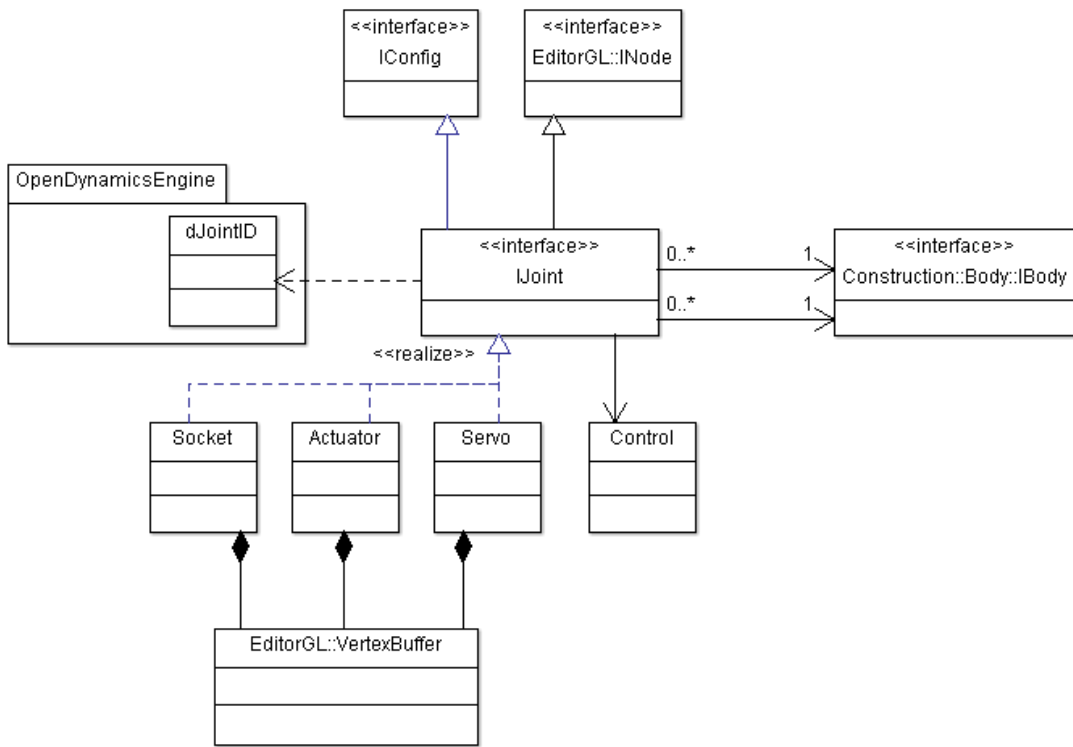 <<interface>>
IConfig
<<interface>>
EditorGL::INode
OpenDynamicsEngine
dJointID
<<interface>>
IJoint
0..*
1
0..*
1
<<interface>>
Construction::Body::IBody
<<realize>>
Socket
Actuator
Servo
Control
EditorGL::VertexBuffer